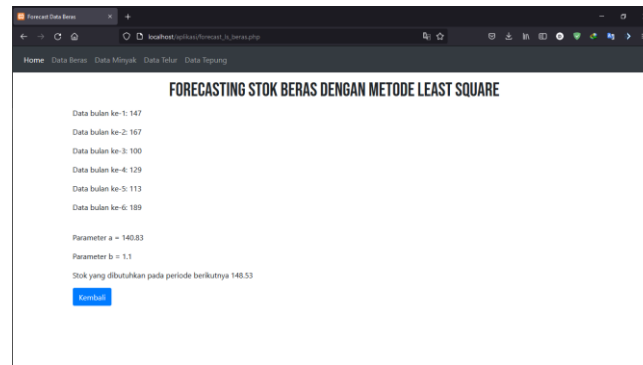 Forecast Data Beras
localhost/aplikasi/forecast_ls_beras.php
Home Data Beras Data Minyak Data Telur Data Tepung
FORECASTING STOK BERAS DENGAN METODE LEAST SQUARE
Data bulan ke-1: 147
Data bulan ke-2: 167
Data bulan ke-3: 100
Data bulan ke-4: 129
Data bulan ke-5: 113
Data bulan ke-6: 189
Parameter a = 140.83
Parameter b = 1.1
Stok yang dibutuhkan pada periode berikutnya 148.53
Kembali